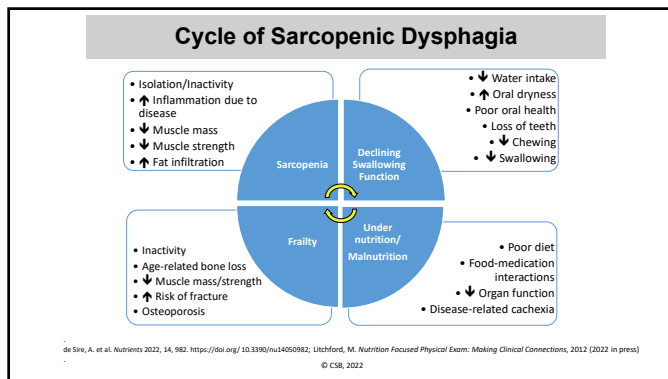 Cycle of Sarcopenic Dysphagia
• Isolation/Inactivity
• ↑ Inflammation due to
disease
• ↓ Muscle mass
• ↓ Muscle strength
• ↑ Fat infiltration
• ↓ Water intake
• ↑ Oral dryness
• Poor oral health
• Loss of teeth
• ↓ Chewing
• ↓ Swallowing
Sarcopenia
Declining
Swallowing
Function
Frailty
Under
nutrition/
Malnutrition
• Inactivity
• Age-related bone loss
• ↓ Muscle mass/strength
• ↑ Risk of fracture
• Osteoporosis
• Poor diet
• Food-medication
interactions
• ↓ Organ function
• Disease-related cachexia
.
de Sire, A. et al. Nutrients 2022, 14, 982. https://doi.org/ 10.3390/nu14050982; Litchford, M. Nutrition Focused Physical Exam: Making Clinical Connections, 2012 (2022 in press)
.
© CSB, 2022